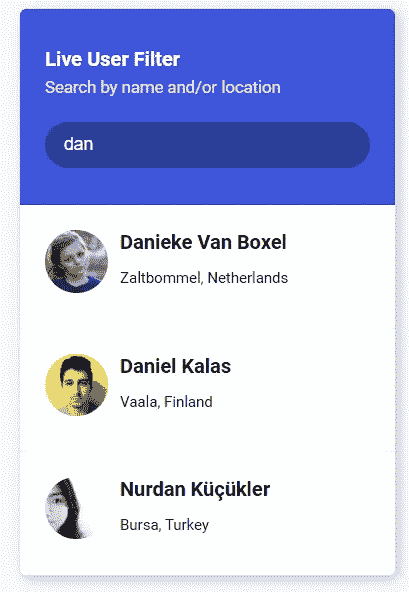 Live User Filter
Search by name and/or location
dan
Danieke Van Boxel
Zaltbommel, Netherlands
Daniel Kalas
Vaala, Finland
Nurdan Küçükler
Bursa, Turkey